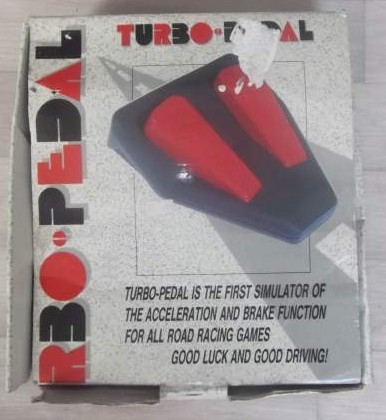 TURBO•PEDAL
RBO•PEDAL
TURBO-PEDAL IS THE FIRST SIMULATOR OF
THE ACCELERATION AND BRAKE FUNCTION
FOR ALL ROAD RACING GAMES
GOOD LUCK AND GOOD DRIVING!